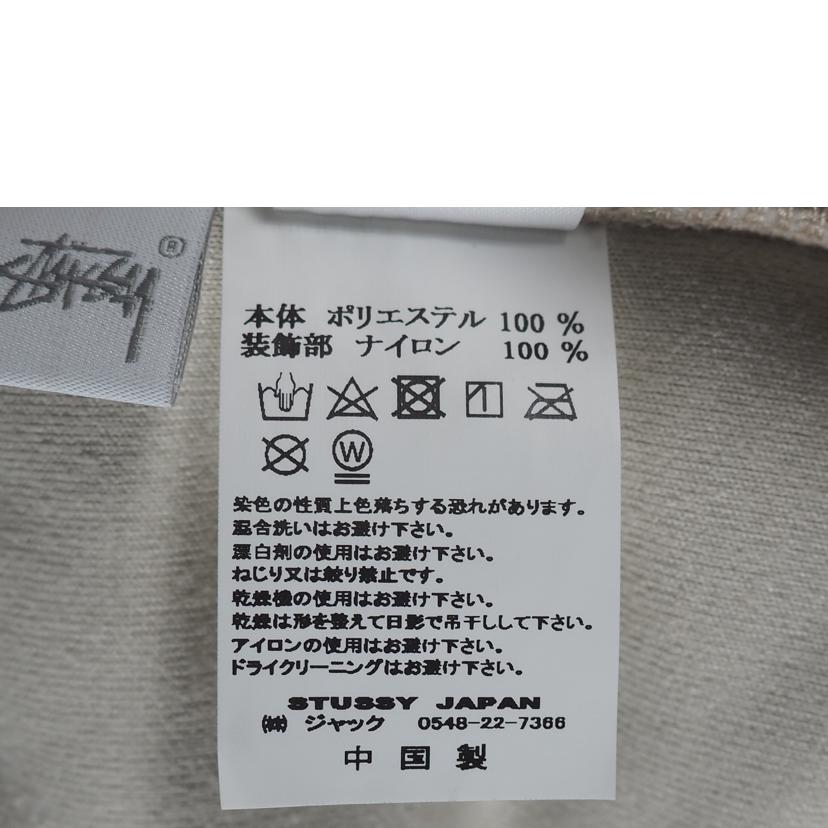 STUSSY ®
本体 ポリエステル 100 %
装飾部 ナイロン 100 %
W
染色の性質上色落ちする恐れがあります。
混合洗いはお避け下さい。
漂白剤の使用はお避け下さい。
ねじり又は絞り禁止です。
乾燥機の使用はお避け下さい。
乾燥は形を整えて日影で吊干しして下さい。
アイロンの使用はお避け下さい。
ドライクリーニングはお避け下さい。
STUSSY JAPAN
㈱ ジャック 0548-22-7366
中国製